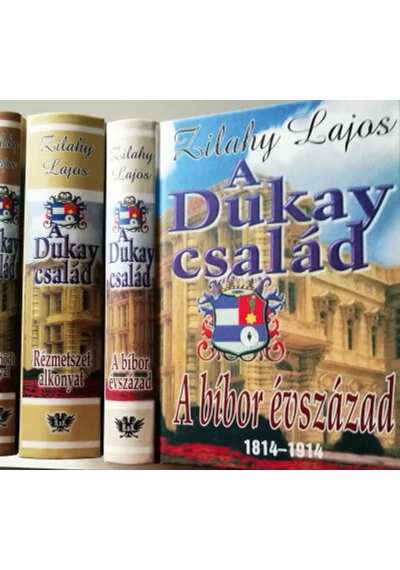 Zilahy
Lajos
A
Dukay
család
Rézmetszet
alkonyat
Zilahy
Lajos
A
Dukay
család
A bíbor
évszázad
Zilahy Lajos
A
Dukay
család
A bíbor évszázad
1814-1914